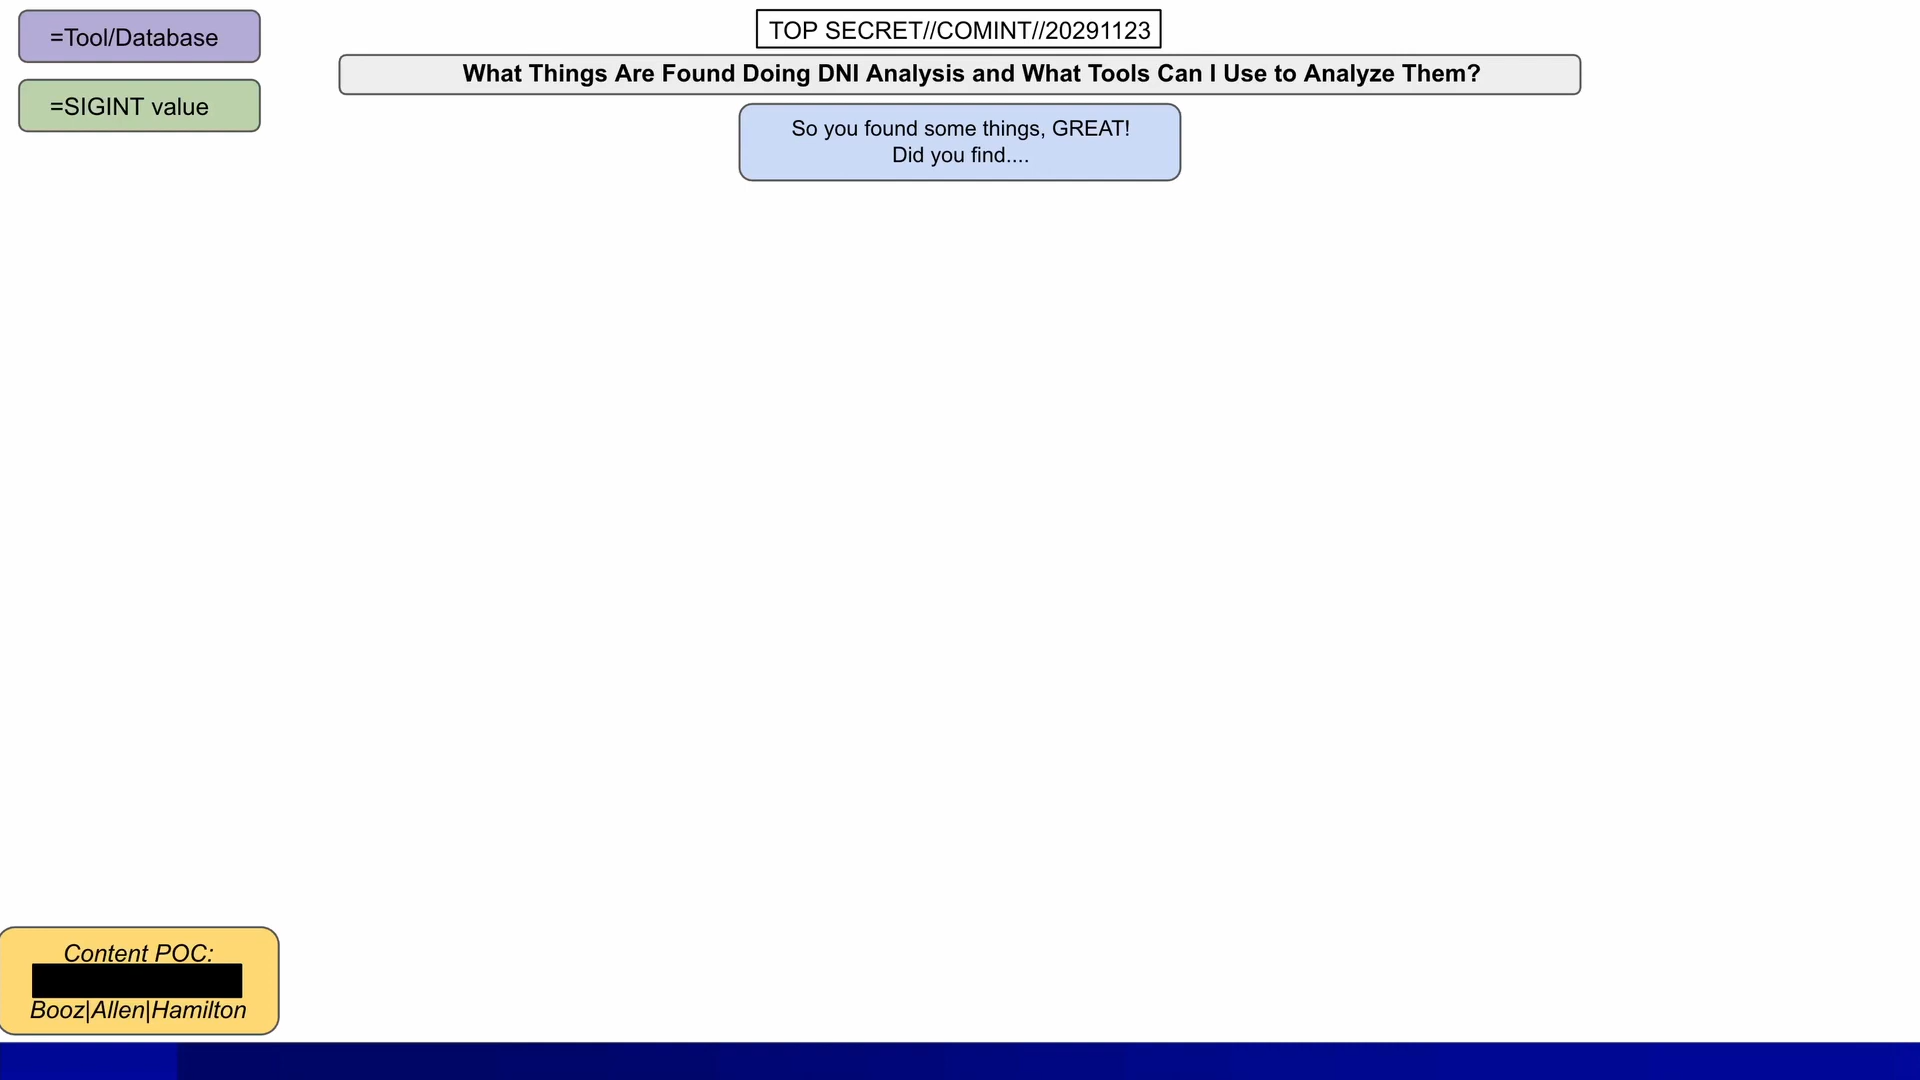 =Tool/Database
=SIGINT value
TOP SECRET//COMINT//20291123
What Things Are Found Doing DNI Analysis and What Tools Can I Use to Analyze Them?
So you found some things, GREAT!
Did you find....
Content POC:
Booz|Allen|Hamilton